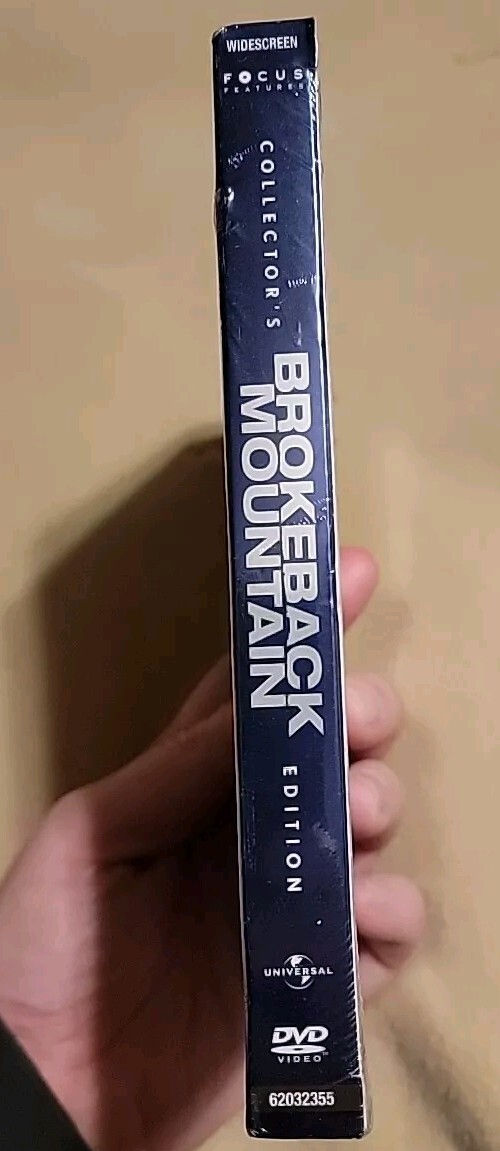 WIDESCREEN
FOCUS
FEATURES
COLLECTOR'S
BROKEBACK
MOUNTAIN
EDITION
UNIVERSAL
DVD
VIDEO
62032355